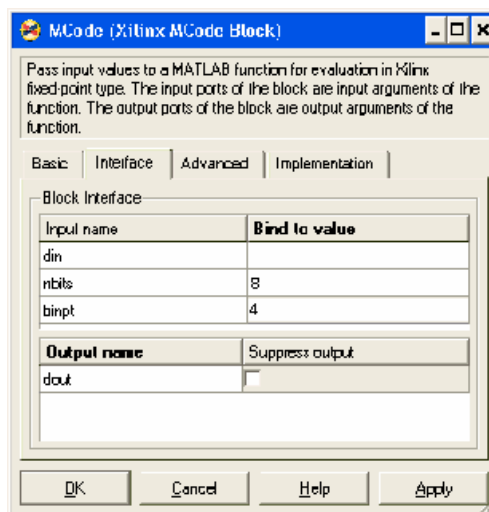 MCode (Xilinx MCode Block)
Pass input values to a MATLAB function for evaluation in Xilinx
fixed-point type. The input ports of the block are input arguments of the
function. The output ports of the block are output arguments of the
function.
Basic Interface Advanced Implementation
Block Interface
Input name Bind to value
din
nbits 8
binpt 4
Output name Suppress output
dout
OK Cancel Help Apply